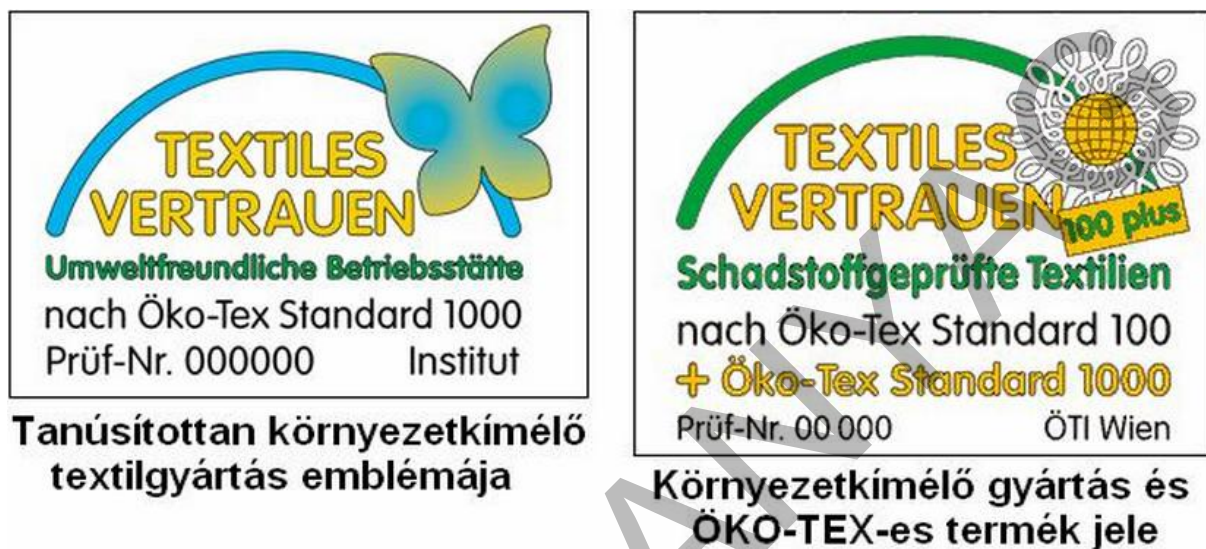 TEXTILES
VERTRAUEN
Umweltfreundliche Betriebsstätte
nach Öko-Tex Standard 1000
Prüf-Nr. 000000 Institut
Tanúsítottan környezetkímélő
textilgyártás emblémája
TEXTILES
VERTRAUEN
100 plus
Schadstoffgeprüfte Textilien
nach Öko-Tex Standard 100
+ Öko-Tex Standard 1000
Prüf-Nr. 00 000 ÖTI Wien
Környezetkímélő gyártás és
ÖKO-TEX-es termék jele